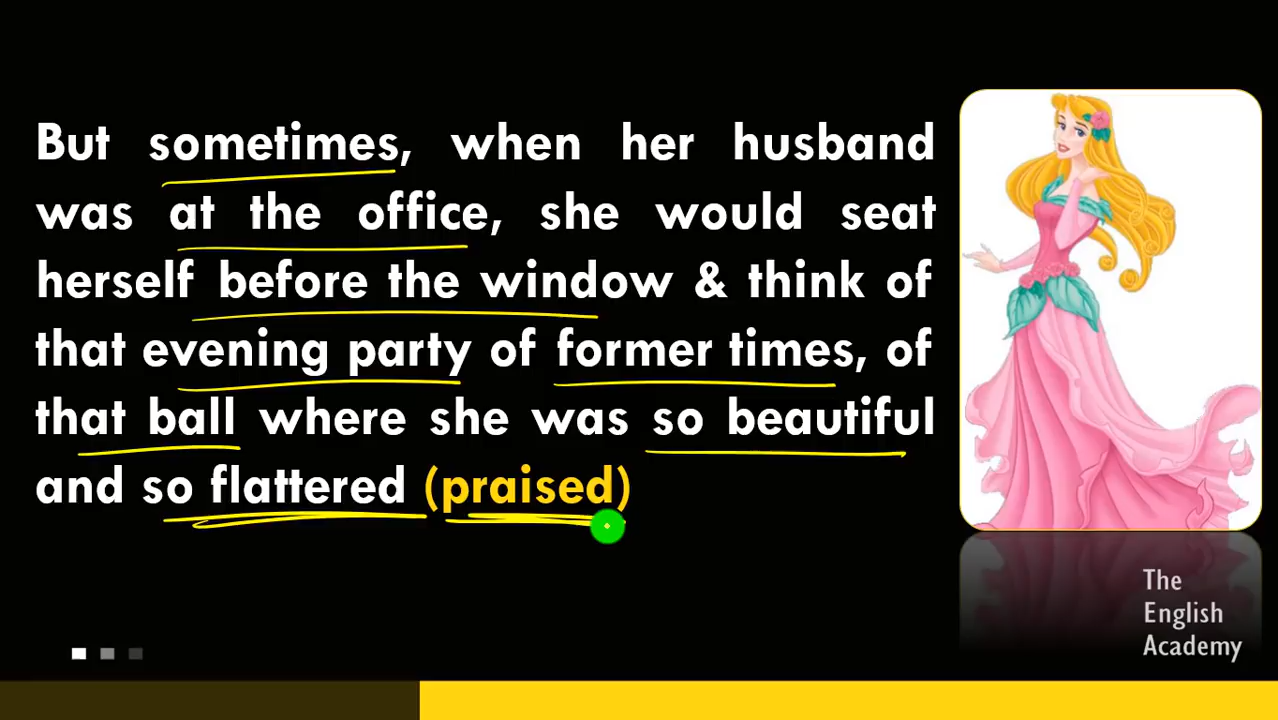 But sometimes, when her husband
was at the office, she would seat
herself before the window & think of
that evening party of former times, of
that ball where she was so beautiful
and so flattered (praised)
The
English
Academy